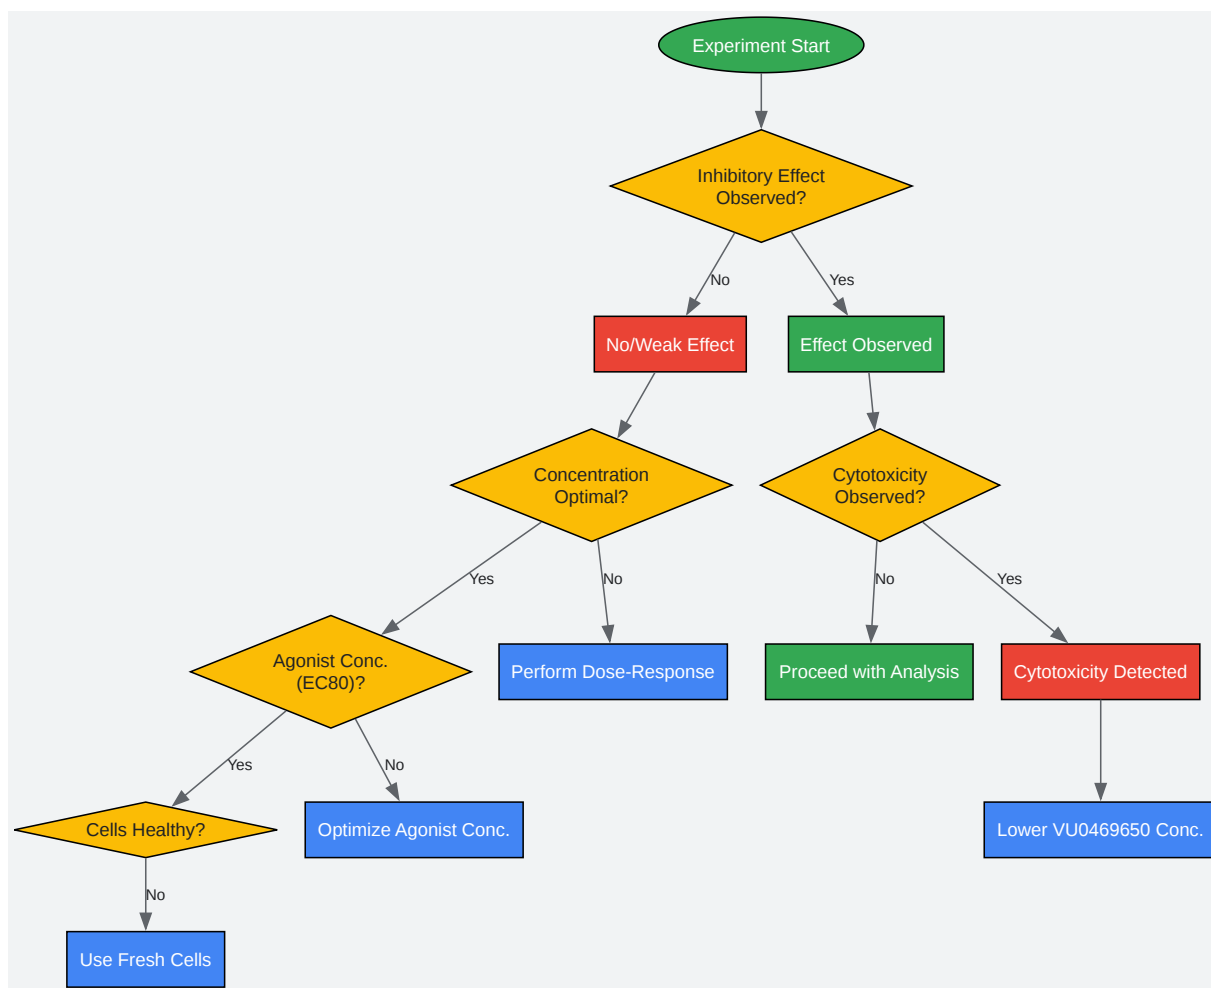 Experiment Start
Inhibitory Effect
Observed?
No
Yes
No/Weak Effect
Effect Observed
Concentration
Optimal?
Cytotoxicity
Observed?
Yes
No
No
Yes
Agonist Conc.
(EC80)?
Perform Dose-Response
Proceed with Analysis
Cytotoxicity Detected
Yes
No
Cells Healthy?
Optimize Agonist Conc.
Lower VU0469650 Conc.
No
Use Fresh Cells